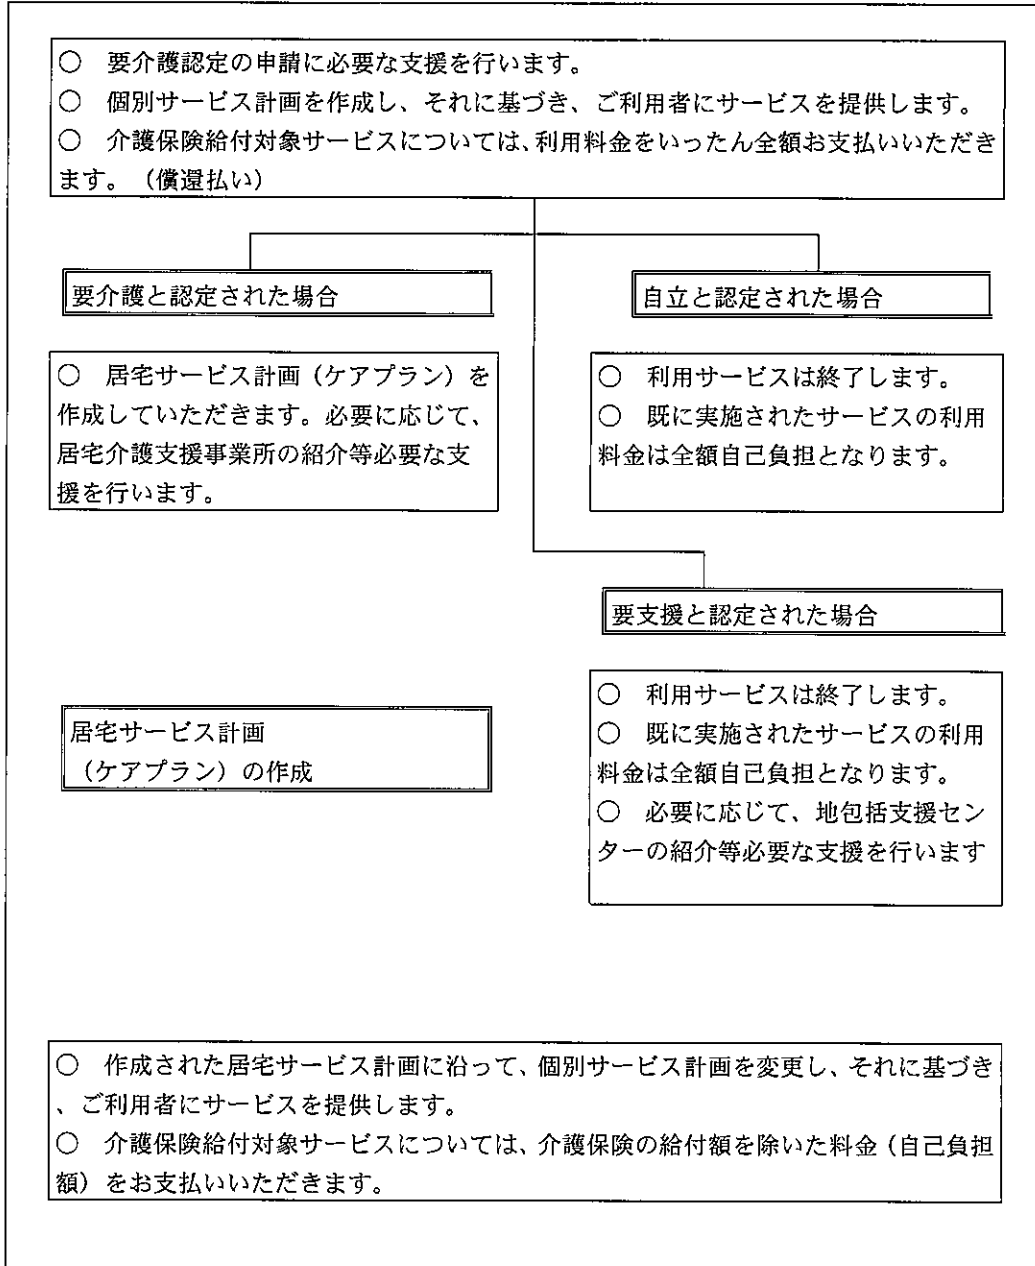 ○　要介護認定の申請に必要な支援を行います。
○　個別サービス計画を作成し、それに基づき、ご利用者にサービスを提供します。
○　介護保険給付対象サービスについては、利用料金をいったん全額お支払いいただき
ます。（償還払い）
要介護と認定された場合
自立と認定された場合
○　居宅サービス計画（ケアプラン）を
作成していただきます。必要に応じて、
居宅介護支援事業所の紹介等必要な支
援を行います。
○　利用サービスは終了します。
○　既に実施されたサービスの利用
料金は全額自己負担となります。
要支援と認定された場合
居宅サービス計画
（ケアプラン）の作成
○　利用サービスは終了します。
○　既に実施されたサービスの利用
料金は全額自己負担となります。
○　必要に応じて、地包括支援セン
ターの紹介等必要な支援を行います
○　作成された居宅サービス計画に沿って、個別サービス計画を変更し、それに基づき
、ご利用者にサービスを提供します。
○　介護保険給付対象サービスについては、介護保険の給付額を除いた料金（自己負担
額）をお支払いいただきます。